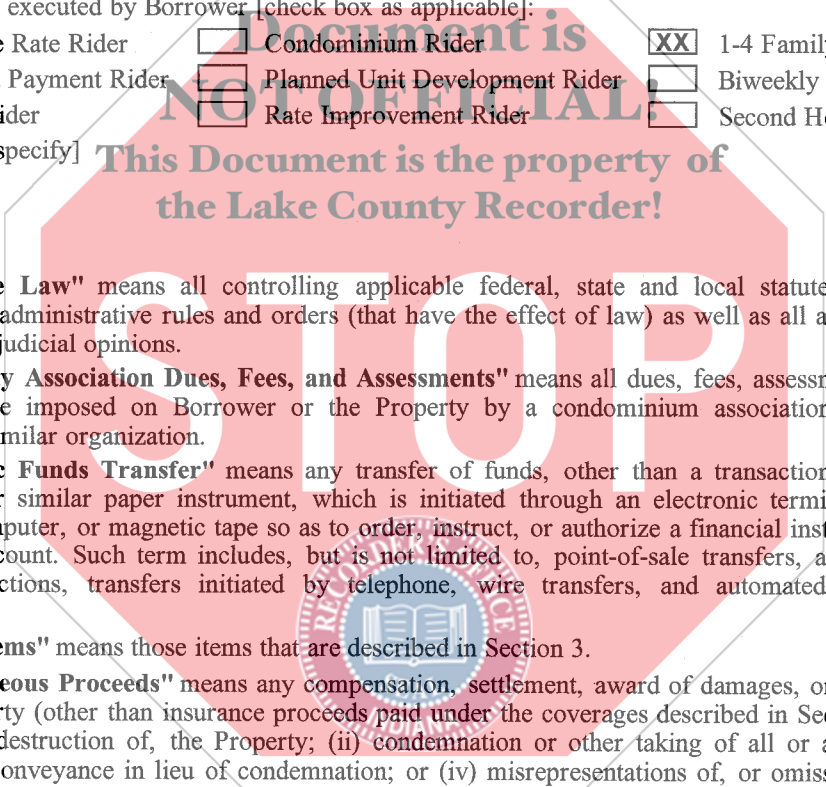 executed by Borrower [check box as applicable]:
Rate Rider Condominium Rider XX 1-4 Family
Payment Rider Planned Unit Development Rider Biweekly
ider Rate Improvement Rider Second H
specify]
Document is
NOT OFFICIAL!
This Document is the property of
the Lake County Recorder!
STOP
e Law" means all controlling applicable federal, state and local statute
administrative rules and orders (that have the effect of law) as well as all a
judicial opinions.
y Association Dues, Fees, and Assessments" means all dues, fees, assessm
e imposed on Borrower or the Property by a condominium association
milar organization.
c Funds Transfer" means any transfer of funds, other than a transaction
r similar paper instrument, which is initiated through an electronic termi
puter, or magnetic tape so as to order, instruct, or authorize a financial inst
count. Such term includes, but is not limited to, point-of-sale transfers, a
ctions, transfers initiated by telephone, wire transfers, and automated
ems" means those items that are described in Section 3.
eous Proceeds" means any compensation, settlement, award of damages, or
rty (other than insurance proceeds paid under the coverages described in Sec
destruction of, the Property; (ii) condemnation or other taking of all or a
onveyance in lieu of condemnation; or (iv) misrepresentations of, or omiss
INDIANA